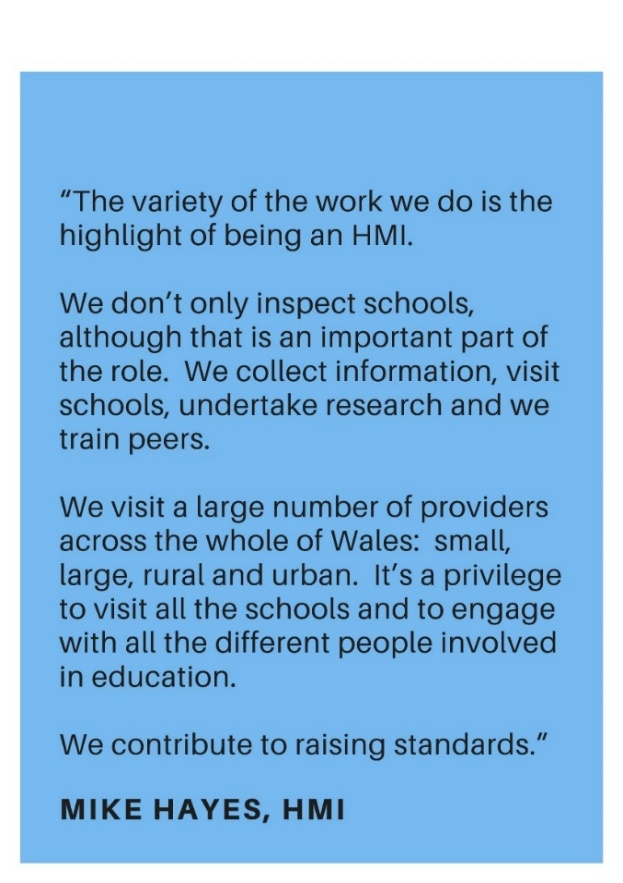 “The variety of the work we do is the
highlight of being an HMI.
We don’t only inspect schools,
although that is an important part of
the role.  We collect information, visit
schools, undertake research and we
train peers.
We visit a large number of providers
across the whole of Wales:  small,
large, rural and urban.  It’s a privilege
to visit all the schools and to engage
with all the different people involved
in education.
We contribute to raising standards.”
MIKE HAYES, HMI